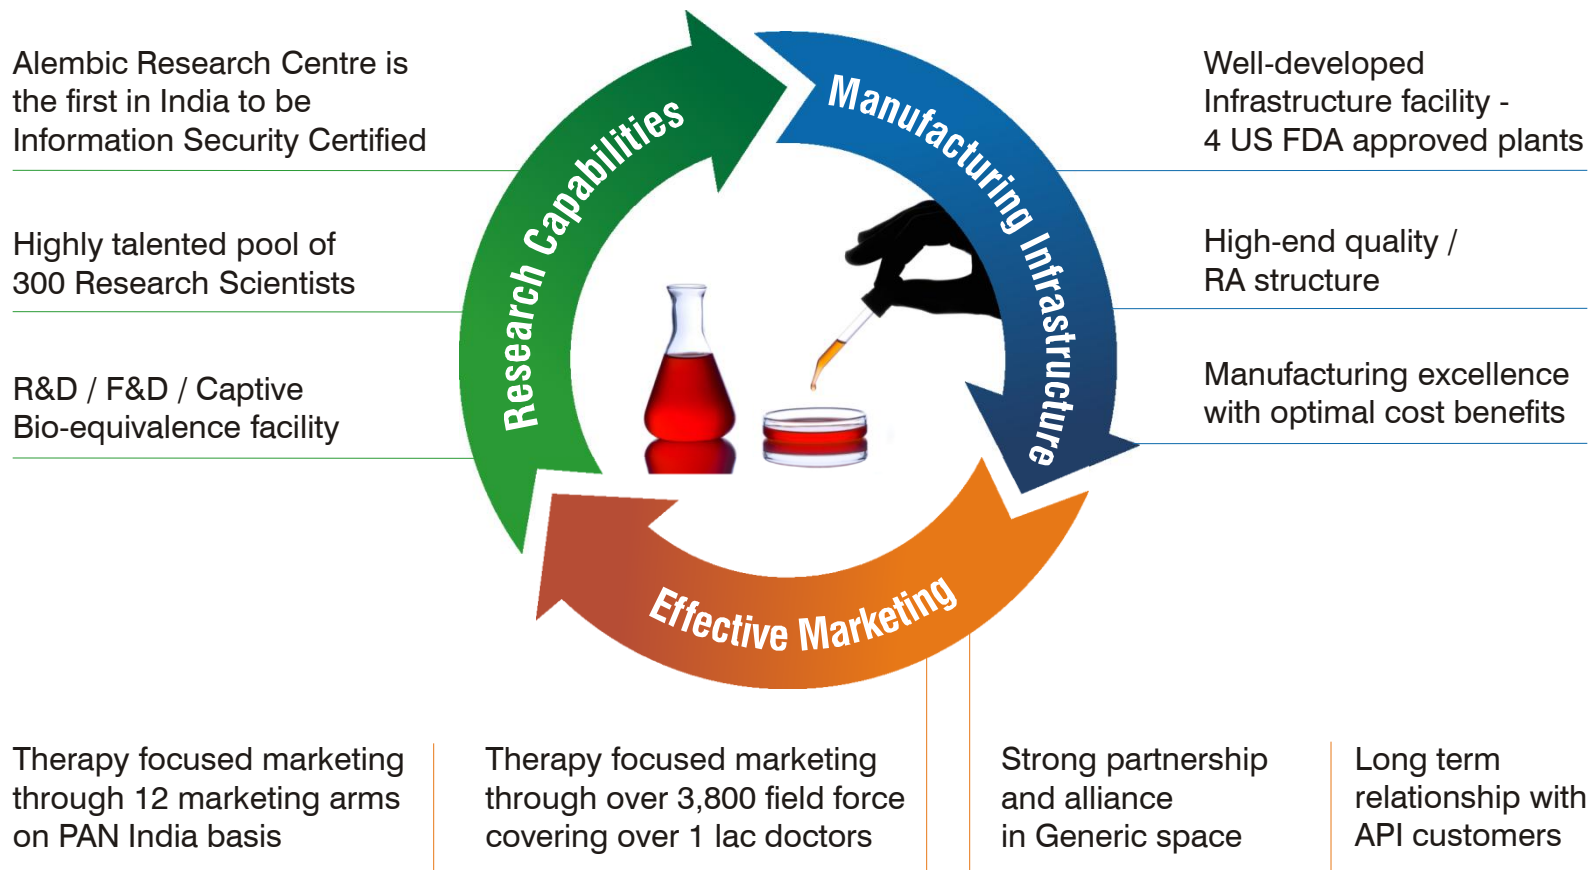 Alembic Research Centre is
the first in India to be
Information Security Certified
Highly talented pool of
300 Research Scientists
R&D / F&D / Captive
Bio-equivalence facility
Research Capabilities
Manufacturing Infrastructure
Effective Marketing
Well-developed
Infrastructure facility -
4 US FDA approved plants
High-end quality /
RA structure
Manufacturing excellence
with optimal cost benefits
Therapy focused marketing
through 12 marketing arms
on PAN India basis
Therapy focused marketing
through over 3,800 field force
covering over 1 lac doctors
Strong partnership
and alliance
in Generic space
Long term
relationship with
API customers